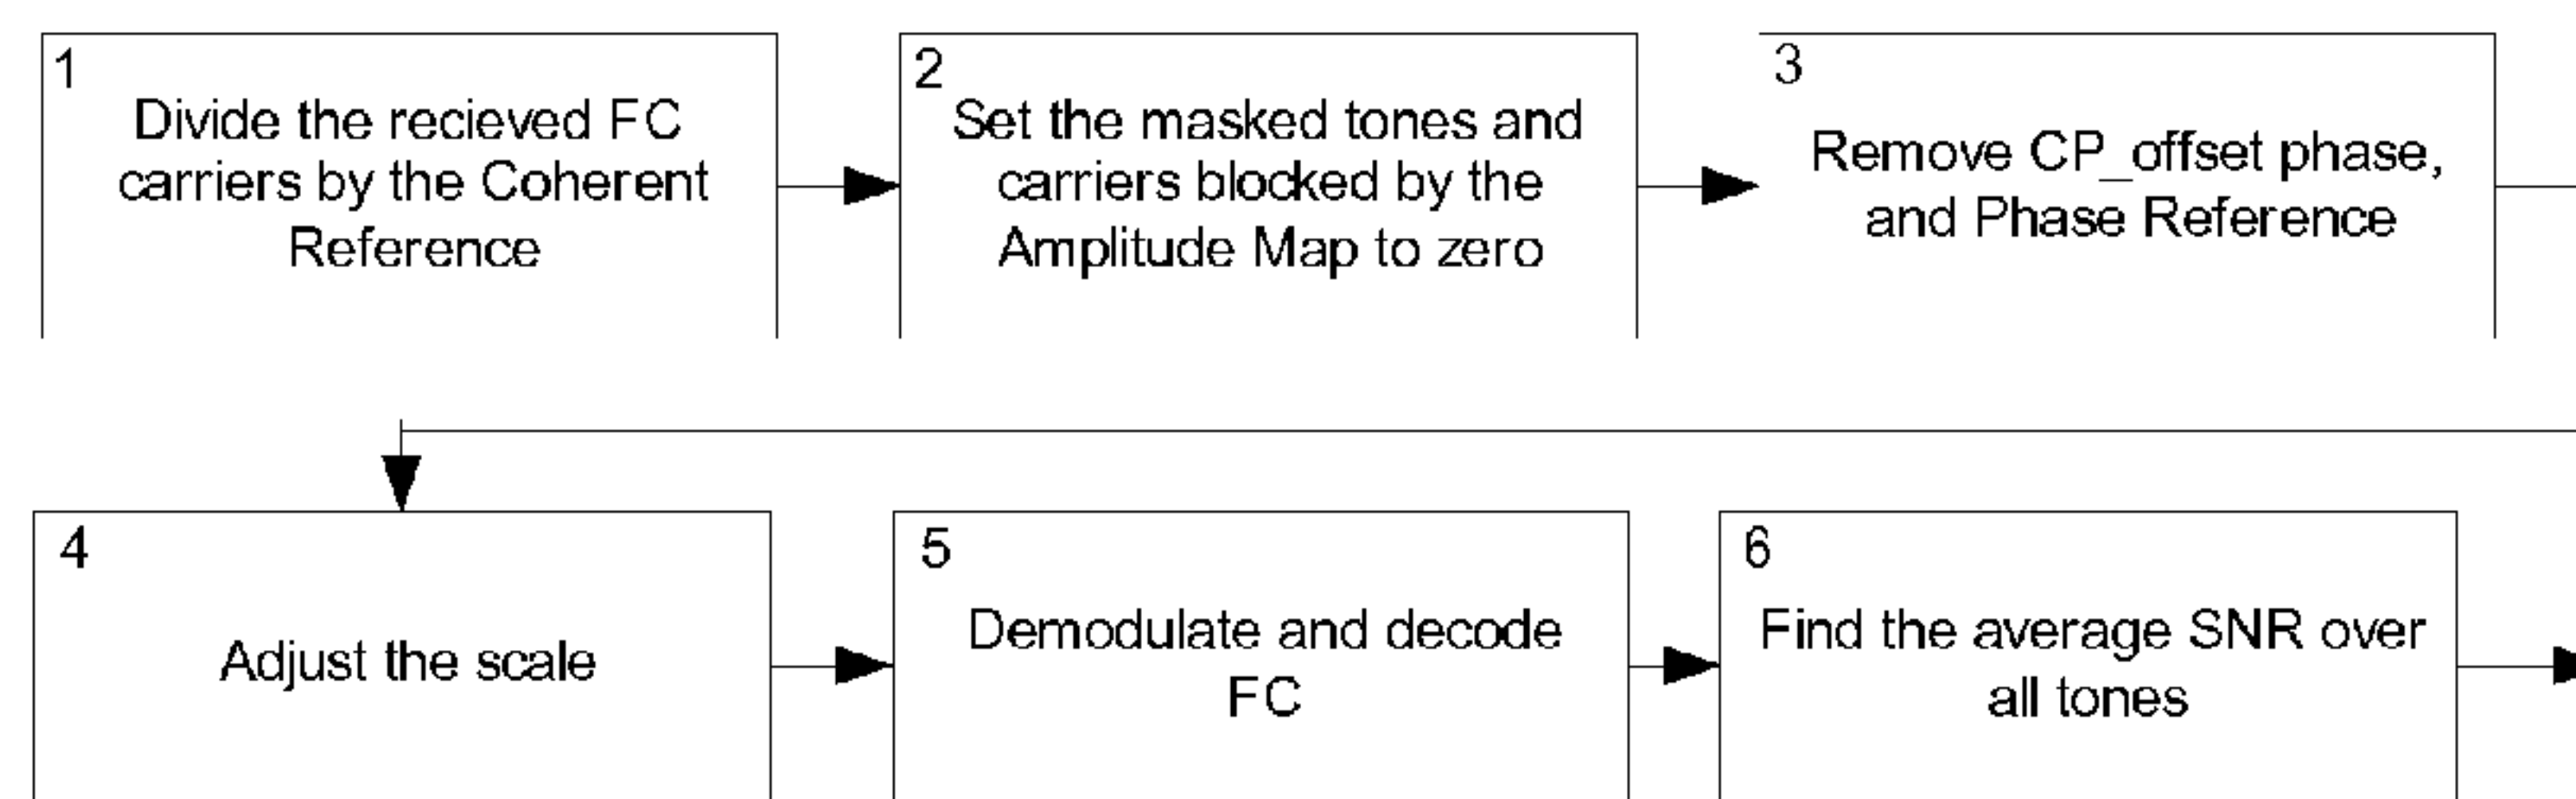 1
Divide the recieved FC
carriers by the Coherent
Reference
2
Set the masked tones and
carriers blocked by the
Amplitude Map to zero
3
Remove CP_offset phase,
and Phase Reference
4
Adjust the scale
5
Demodulate and decode
FC
6
Find the average SNR over
all tones